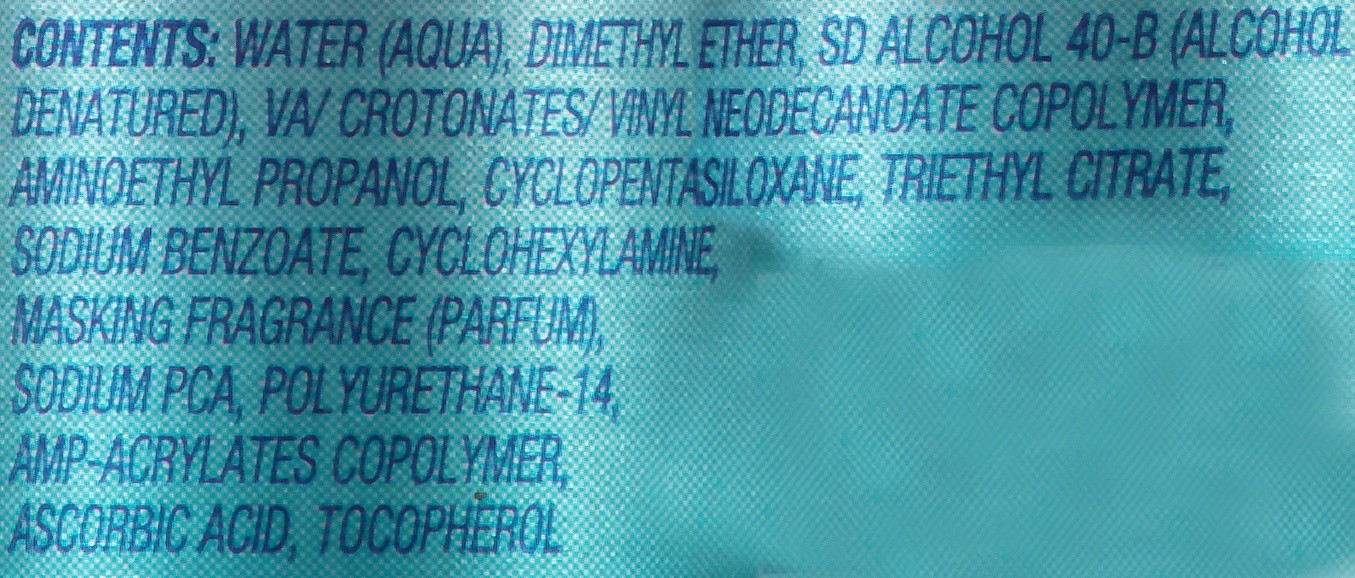 CONTENTS: WATER (AQUA), DIMETHYL ETHER, SD ALCOHOL 40-B (ALCOHOL
DENATURED), VA/ CROTONATES/ VINYL NEODECANOATE COPOLYMER,
AMINOETHYL PROPANOL, CYCLOPENTASILOXANE, TRIETHYL CITRATE,
SODIUM BENZOATE, CYCLOHEXYLAMINE,
MASKING FRAGRANCE (PARFUM),
SODIUM PCA, POLYURETHANE-14,
AMP-ACRYLATES COPOLYMER,
ASCORBIC ACID, TOCOPHEROL